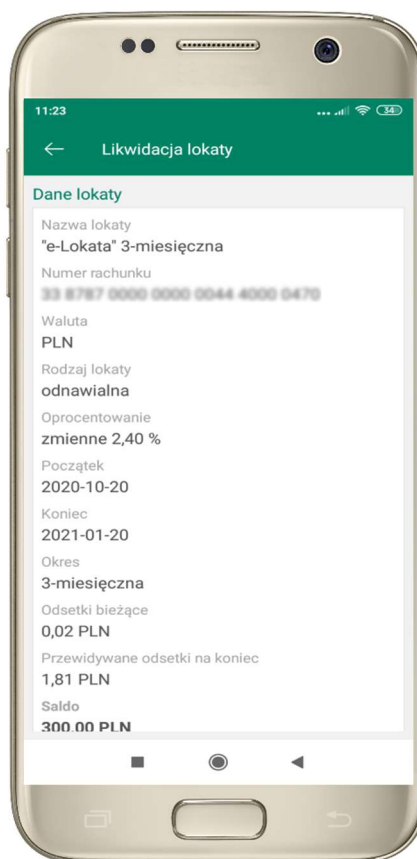 11:23
34
Likwidacja lokaty
Dane lokaty
Nazwa lokaty
"e-Lokata" 3-miesięczna
Numer rachunku
Waluta
PLN
Rodzaj lokaty
odnawialna
Oprocentowanie
zmienne 2,40 %
Początek
2020-10-20
Koniec
2021-01-20
Okres
3-miesięczna
Odsetki bieżące
0,02 PLN
Przewidywane odsetki na koniec
1,81 PLN
Saldo
300,00 PLN